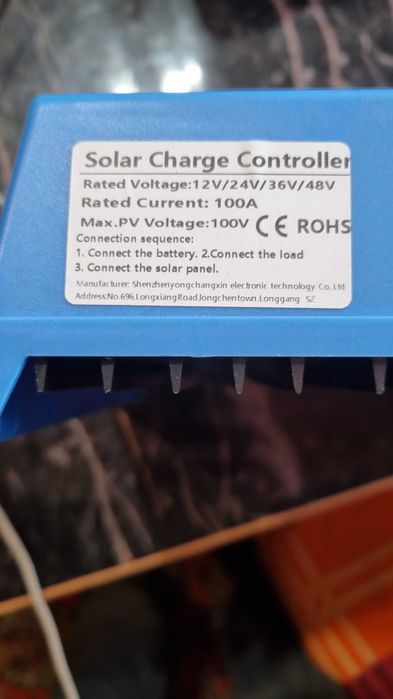 Solar Charge Controller
Rated Voltage:12V/24V/36V/48V
Rated Current: 100A
Max.PV Voltage:100V CE ROHS
Connection sequence:
1. Connect the battery. 2.Connect the load
3. Connect the solar panel.
Manufacturer: Shenzhenyongchangxin electronic technology Co.,Ltd
Address:No.696,LongxiangRoad,Jongchentown,Longgang SZ